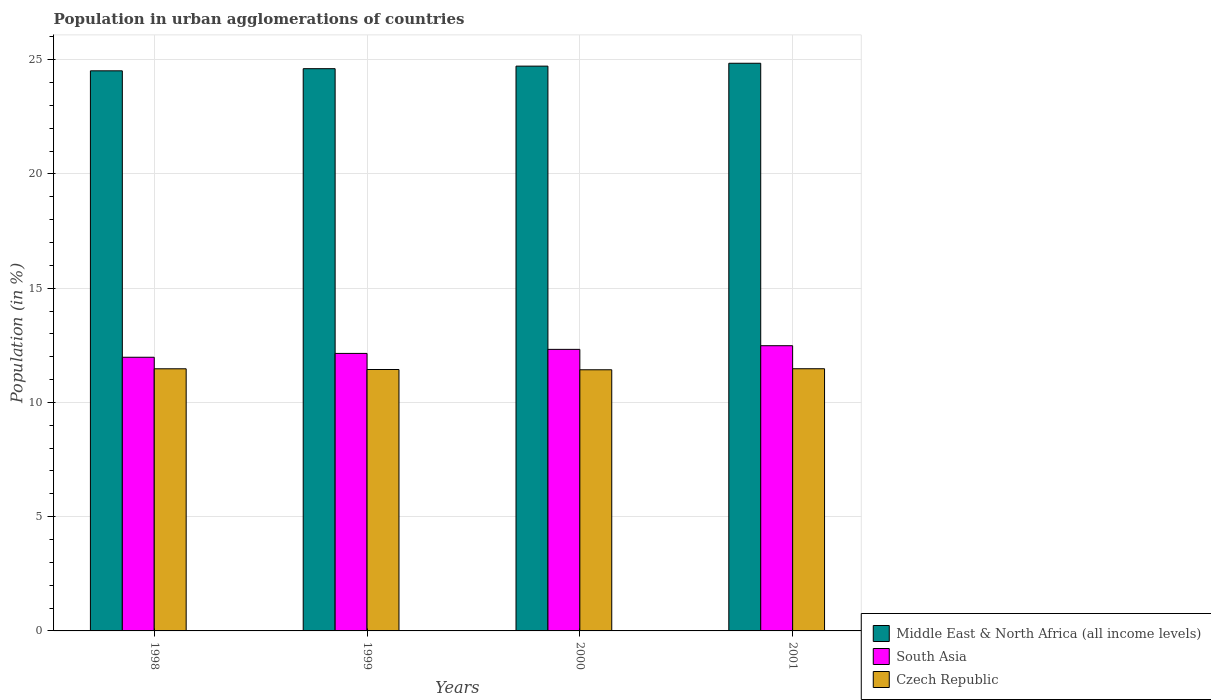 Population in urban agglomerations of countries
Population (in %)
25
20
15
10
5
0
1998
1999
2000
2001
Years
Middle East & North Africa (all income levels)
South Asia
Czech Republic